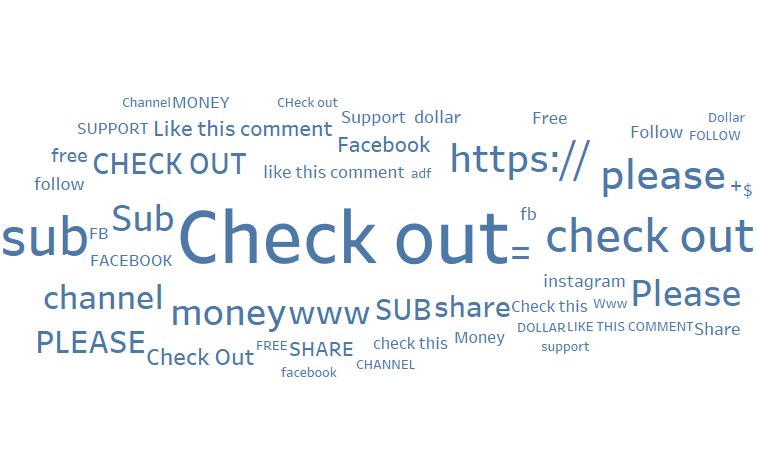 Channel MONEY CHeck out
SUPPORT Like this comment Support dollar Free Dollar
Follow FOLLOW
free CHECK OUT Facebook https:// please +$
follow like this comment adf
sub FB Sub Check out = fb check out
FACEBOOK
channel money www SUB share instagram Please
Check this Www
PLEASE Check Out FREE SHARE check this Money DOLLAR LIKE THIS COMMENT Share
support
facebook CHANNEL